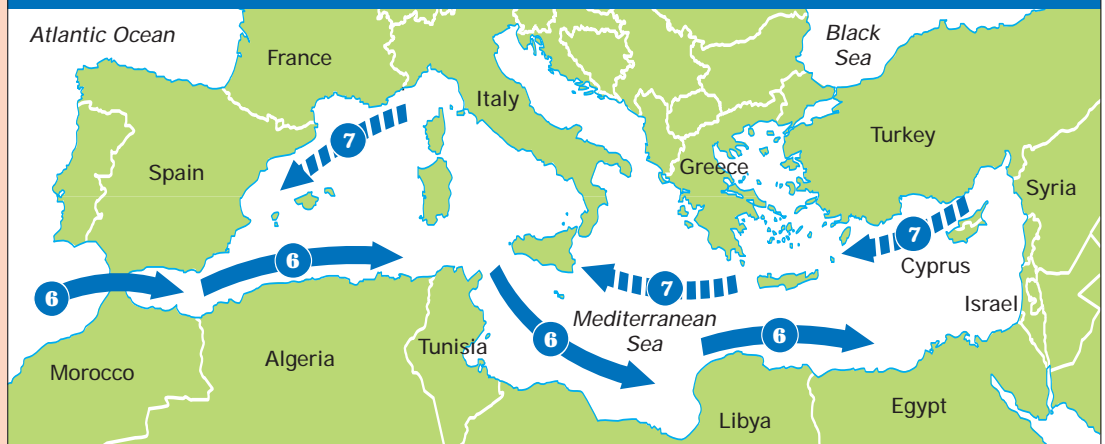 Atlantic Ocean
France
Black
Sea
Italy
7
Turkey
Spain
Greece
Syria
7
6
Cyprus
6
7
Israel
Mediterranean
Sea
6
6
Tunisia
Algeria
Morocco
Libya
Egypt